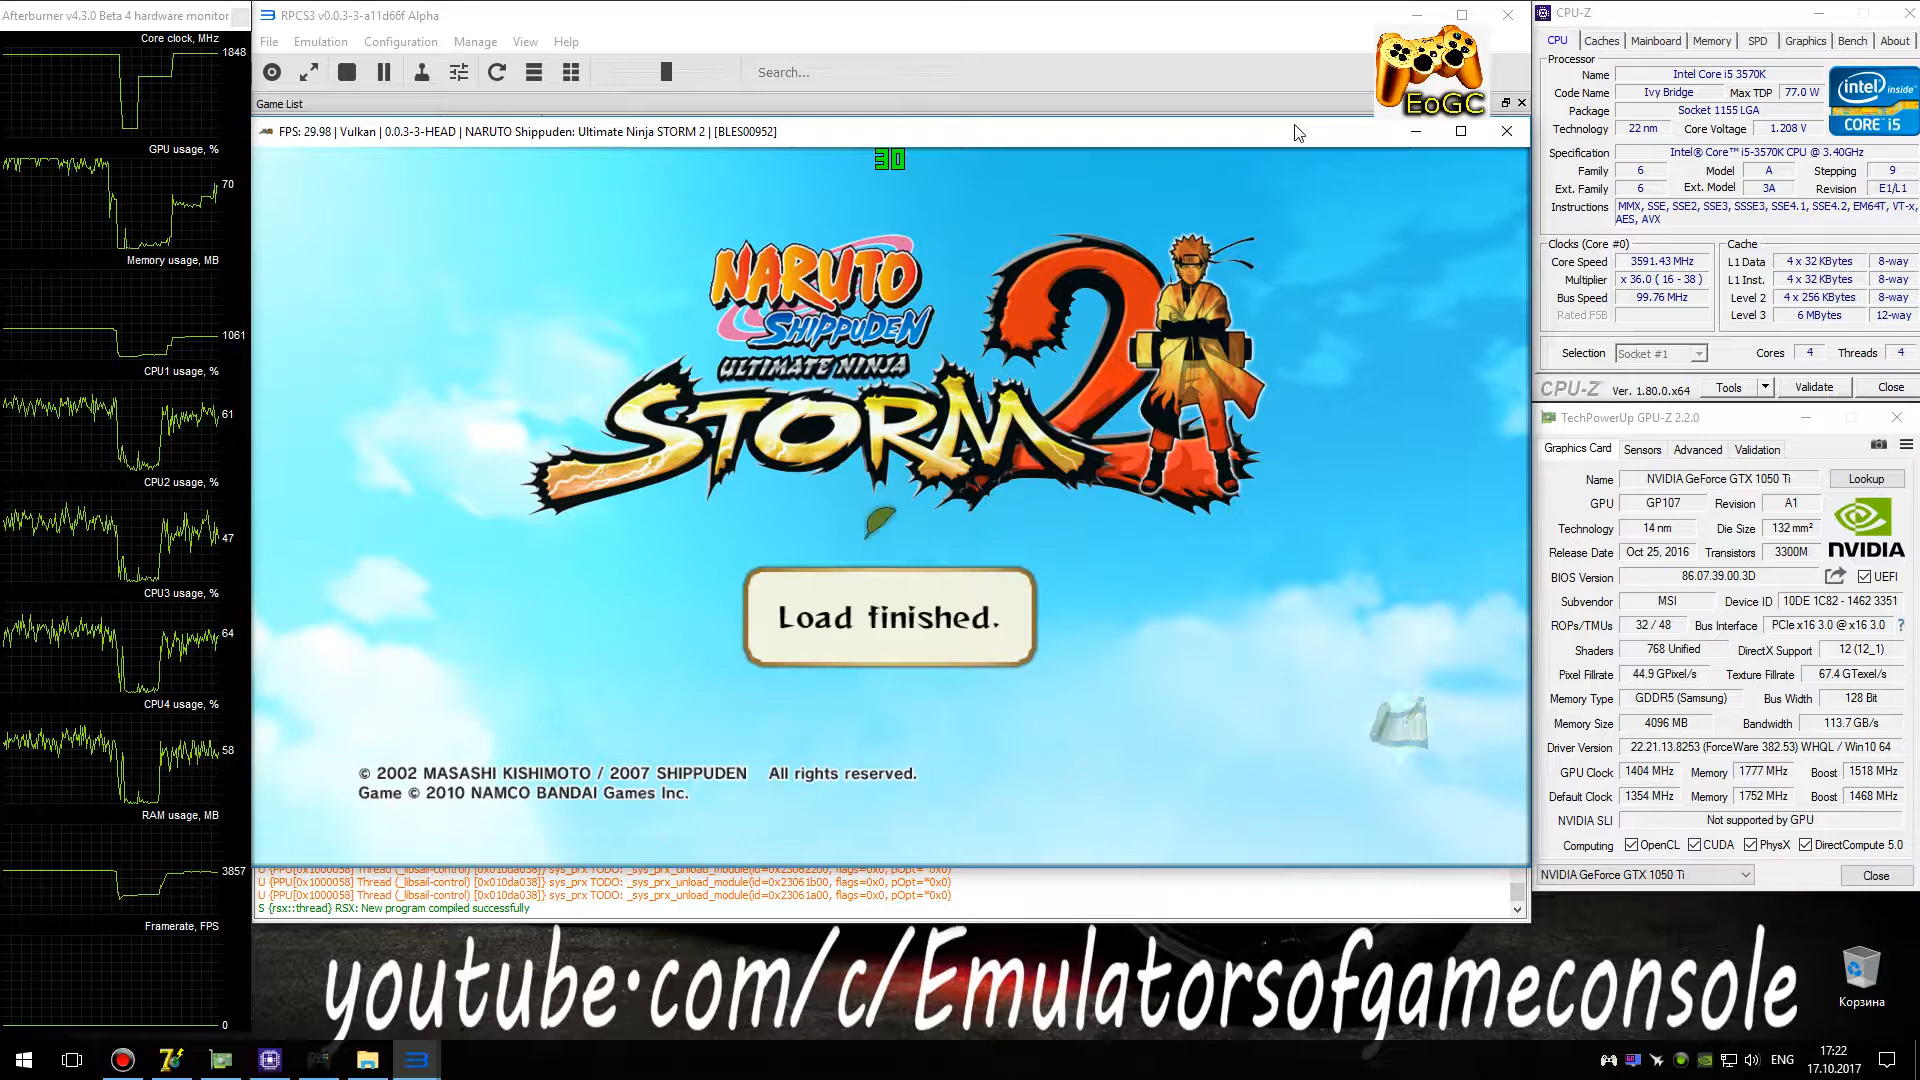 Afterburner v4.3.0 Beta 4 hardware monitor
Core clock, MHz
1848
GPU usage, %
70
Memory usage, MB
1061
CPU1 usage, %
61
CPU2 usage, %
47
CPU3 usage, %
64
CPU4 usage, %
58
RAM usage, MB
3857
Framerate, FPS
0
RPCS3 v0.0.3-3-a11d66f Alpha
File Emulation Configuration Manage View Help
Search...
EoGC
Game List
FPS: 29.98 | Vulkan | 0.0.3-3-HEAD | NARUTO Shippuden: Ultimate Ninja STORM 2 | [BLES00952]
30
NARUTO
SHIPPUDEN
ULTIMATE NINJA
STORM 2
Load finished.
© 2002 MASASHI KISHIMOTO / 2007 SHIPPUDEN All rights reserved.
Game © 2010 NAMCO BANDAI Games Inc.
U {PPU[0x1000058] Thread (_libsail-control) [0x010da038]} sys_prx TODO: _sys_prx_unload_module(id=0x23062200, flags=0x0, pOpt=*0x0)
U {PPU[0x1000058] Thread (_libsail-control) [0x010da038]} sys_prx TODO: _sys_prx_unload_module(id=0x23061b00, flags=0x0, pOpt=*0x0)
U {PPU[0x1000058] Thread (_libsail-control) [0x010da038]} sys_prx TODO: _sys_prx_unload_module(id=0x23061a00, flags=0x0, pOpt=*0x0)
S {rsx::thread} RSX: New program compiled successfully
CPU-Z
CPU Caches Mainboard Memory SPD Graphics Bench About
Processor
Name Intel Core i5 3570K
Code Name Ivy Bridge Max TDP 77.0 W
Package Socket 1155 LGA
Technology 22 nm Core Voltage 1.208 V
intel inside™
CORE i5
Specification Intel® Core™ i5-3570K CPU @ 3.40GHz
Family 6 Model A Stepping 9
Ext. Family 6 Ext. Model 3A Revision E1/L1
Instructions MMX, SSE, SSE2, SSE3, SSSE3, SSE4.1, SSE4.2, EM64T, VT-x,
AES, AVX
Clocks (Core #0) Cache
Core Speed 3591.43 MHz L1 Data 4 x 32 KBytes 8-way
Multiplier x 36.0 ( 16 - 38 ) L1 Inst. 4 x 32 KBytes 8-way
Bus Speed 99.76 MHz Level 2 4 x 256 KBytes 8-way
Rated FSB Level 3 6 MBytes 12-way
Selection Socket #1 Cores 4 Threads 4
CPU-Z Ver. 1.80.0.x64 Tools Validate Close
TechPowerUp GPU-Z 2.2.0
Graphics Card Sensors Advanced Validation
Name NVIDIA GeForce GTX 1050 Ti Lookup
GPU GP107 Revision A1
Technology 14 nm Die Size 132 mm²
Release Date Oct 25, 2016 Transistors 3300M
NVIDIA
BIOS Version 86.07.39.00.3D UEFI
Subvendor MSI Device ID 10DE 1C82 - 1462 3351
ROPs/TMUs 32 / 48 Bus Interface PCIe x16 3.0 @ x16 3.0 ?
Shaders 768 Unified DirectX Support 12 (12_1)
Pixel Fillrate 44.9 GPixel/s Texture Fillrate 67.4 GTexel/s
Memory Type GDDR5 (Samsung) Bus Width 128 Bit
Memory Size 4096 MB Bandwidth 113.7 GB/s
Driver Version 22.21.13.8253 (ForceWare 382.53) WHQL / Win10 64
GPU Clock 1404 MHz Memory 1777 MHz Boost 1518 MHz
Default Clock 1354 MHz Memory 1752 MHz Boost 1468 MHz
NVIDIA SLI Not supported by GPU
Computing OpenCL CUDA PhysX DirectCompute 5.0
NVIDIA GeForce GTX 1050 Ti Close
youtube.com/c/Emulatorsofgameconsole
Корзина
ENG
17:22
17.10.2017